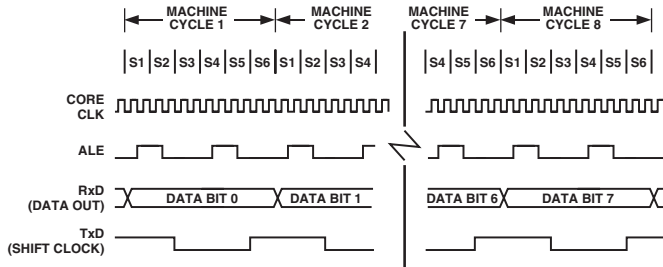 MACHINE CYCLE 1 MACHINE CYCLE 2 MACHINE CYCLE 7 MACHINE CYCLE 8
S1 S2 S3 S4 S5 S6 S1 S2 S3 S4 S4 S5 S6 S1 S2 S3 S4 S5 S6
CORE CLK
ALE
RxD (DATA OUT) DATA BIT 0 DATA BIT 1 DATA BIT 6 DATA BIT 7
TxD (SHIFT CLOCK)